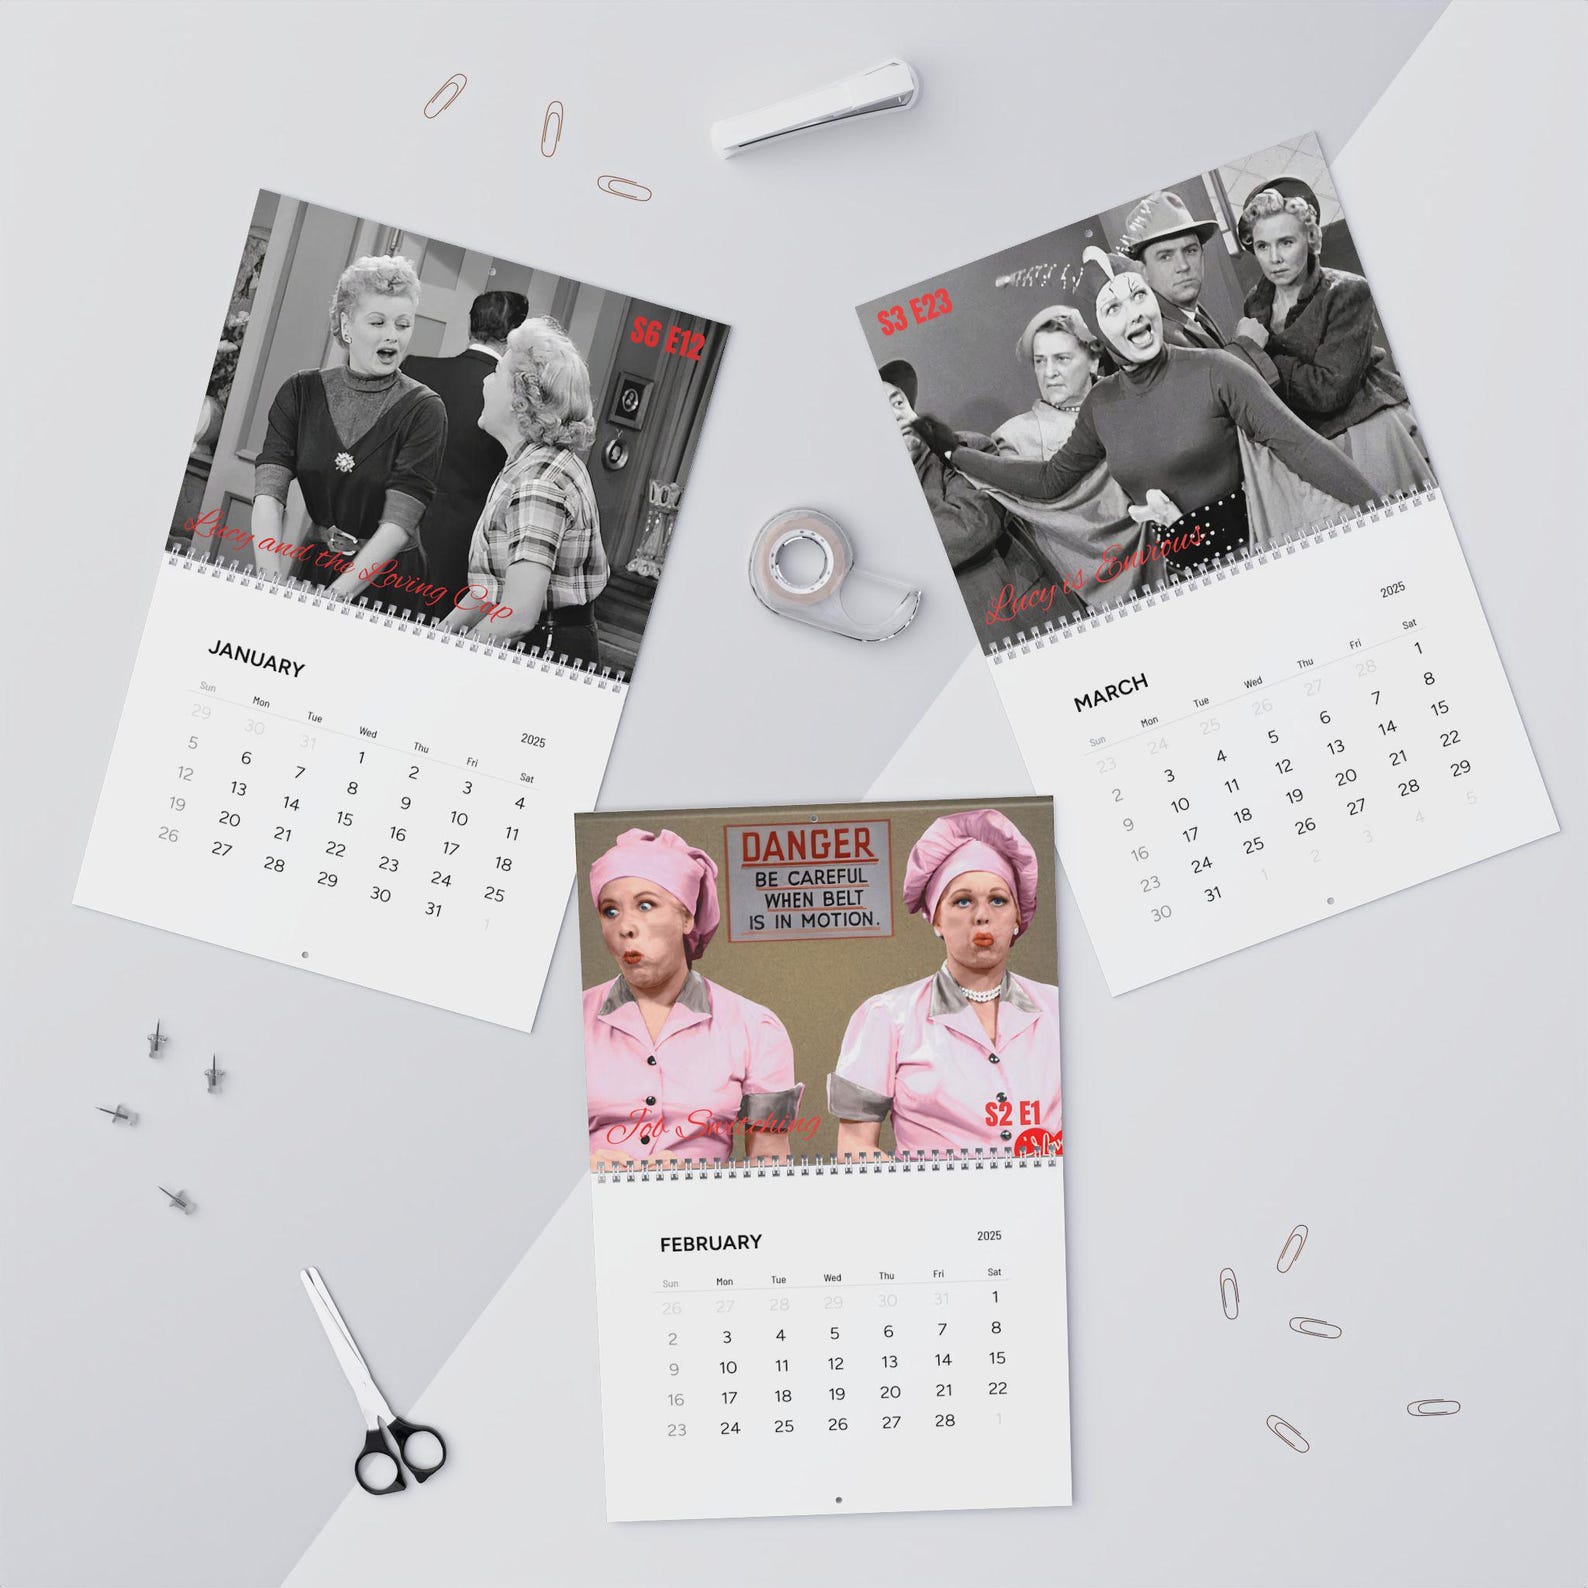 S6 E12
Lucy and the Loving Cup
JANUARY
2025
Sun Mon Tue Wed Thu Fri Sat
29 30 31 1 2 3 4
5 6 7 8 9 10 11
12 13 14 15 16 17 18
19 20 21 22 23 24 25
26 27 28 29 30 31 1
S3 E23
Lucy is Envious
2025
MARCH
Sun Mon Tue Wed Thu Fri Sat
23 24 25 26 27 28 1
2 3 4 5 6 7 8
9 10 11 12 13 14 15
16 17 18 19 20 21 22
23 24 25 26 27 28 29
30 31 1 2 3 4 5
DANGER
BE CAREFUL
WHEN BELT
IS IN MOTION.
Job Switching
S2 E1
FEBRUARY
2025
Sun Mon Tue Wed Thu Fri Sat
26 27 28 29 30 31 1
2 3 4 5 6 7 8
9 10 11 12 13 14 15
16 17 18 19 20 21 22
23 24 25 26 27 28 1